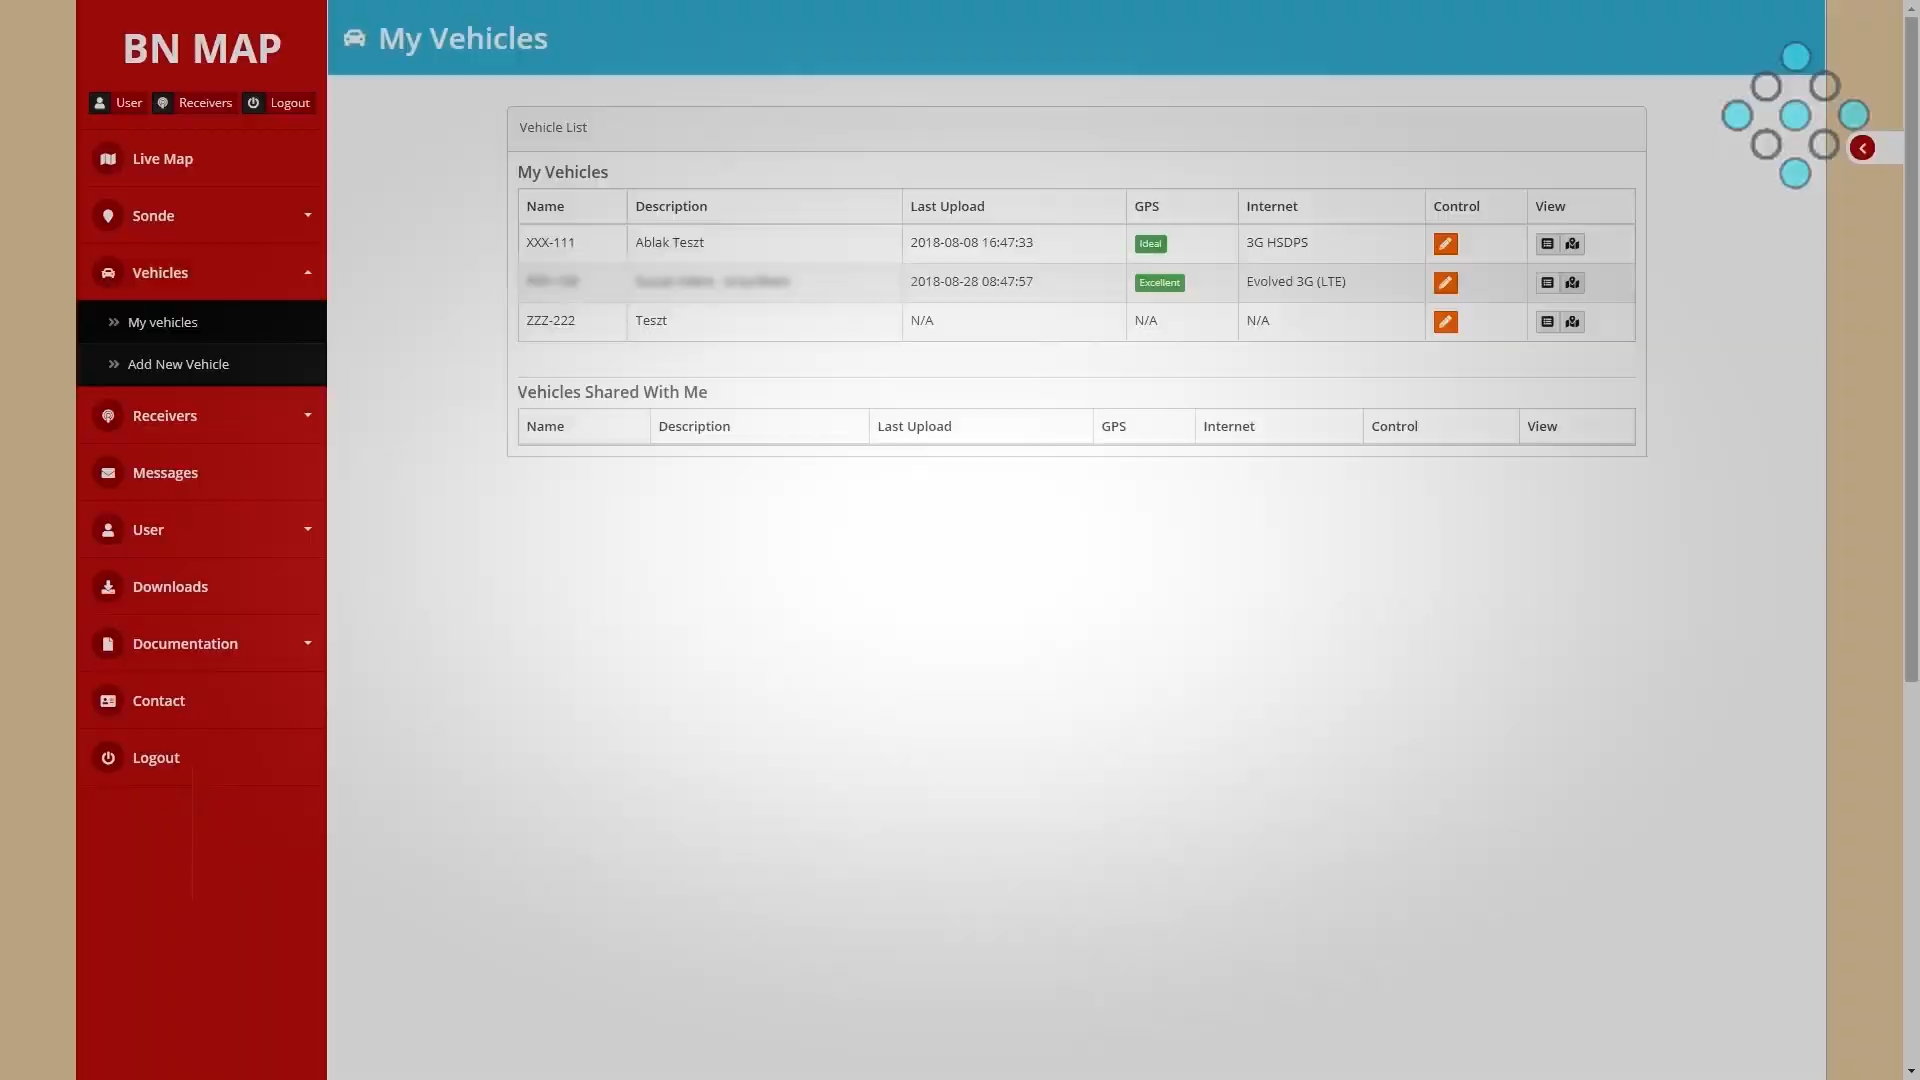 BN MAP
User Receivers Logout
Live Map
Sonde
Vehicles
My vehicles
Add New Vehicle
Receivers
Messages
User
Downloads
Documentation
Contact
Logout
My Vehicles
Vehicle List
My Vehicles
Name Description Last Upload GPS Internet Control View
XXX-111 Ablak Teszt 2018-08-08 16:47:33 Ideal 3G HSDPS
2018-08-28 08:47:57 Excellent Evolved 3G (LTE)
ZZZ-222 Teszt N/A N/A N/A
Vehicles Shared With Me
Name Description Last Upload GPS Internet Control View